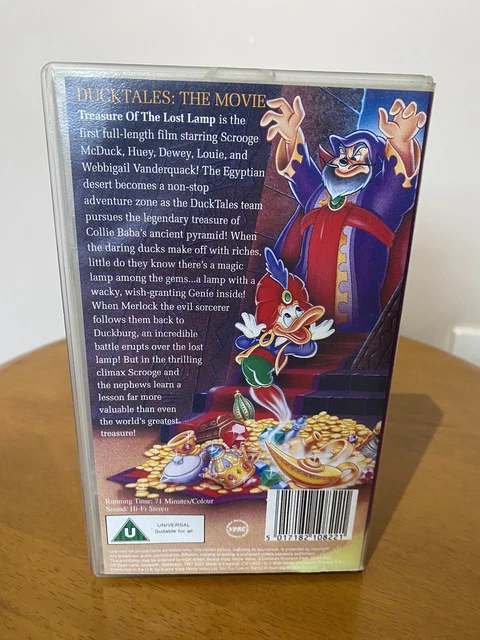 DUCKTALES: THE MOVIE
Treasure Of The Lost Lamp is the
first full-length film starring Scrooge
McDuck, Huey, Dewey, Louie, and
Webbigail Vanderquack! The Egyptian
desert becomes a non-stop
adventure zone as the DuckTales team
pursues the legendary treasure of
Collie Baba's ancient pyramid! When
the daring ducks make off with riches,
little do they know there's a magic
lamp among the gems...a lamp with a
wacky, wish-granting Genie inside!
When Merlock the evil sorcerer
follows them back to
Duckburg, an incredible
battle erupts over the lost
lamp! But in the thrilling
climax Scrooge and
the nephews learn a
lesson far more
valuable than even
the world's greatest
treasure!
Running Time: 71 Minutes/Colour
Sound: Hi-Fi Stereo
U
UNIVERSAL
Suitable for all
VPRC
5 017182 108221